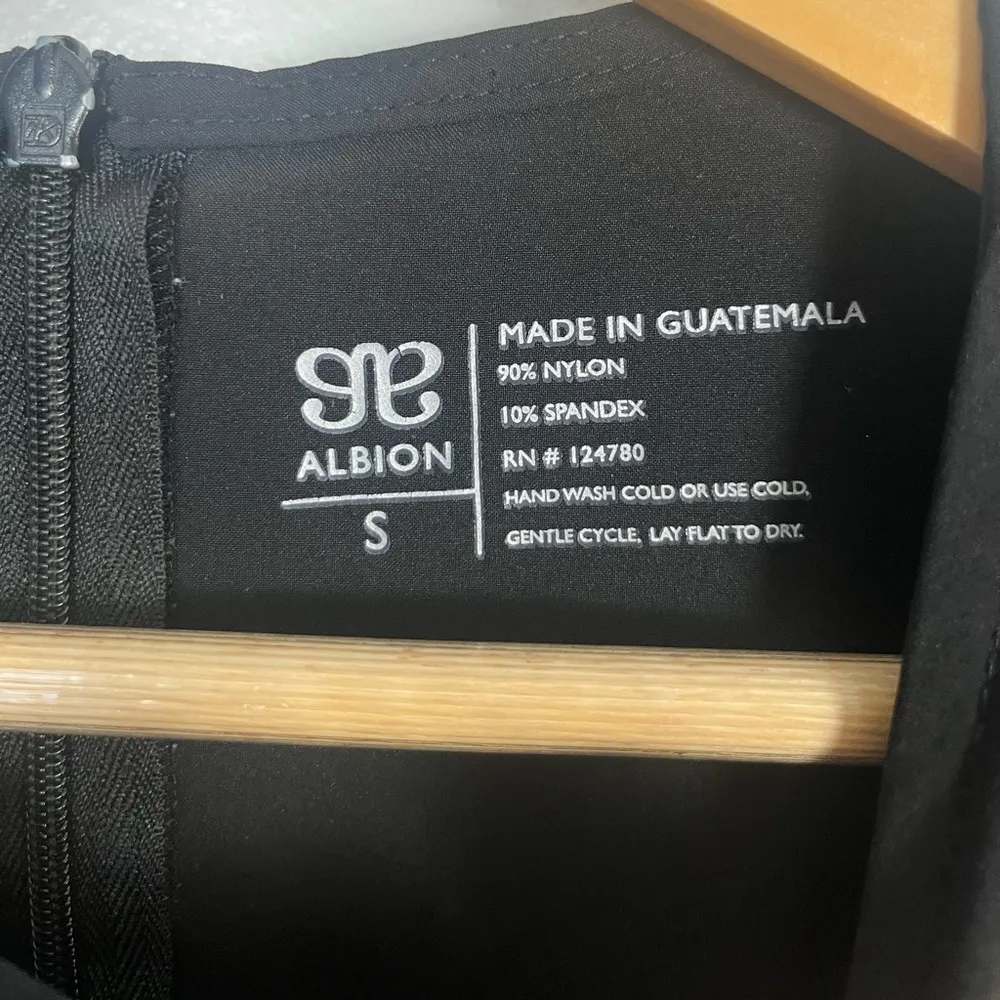 MADE IN GUATEMALA
90% NYLON
10% SPANDEX
RN # 124780
HAND WASH COLD OR USE COLD,
GENTLE CYCLE, LAY FLAT TO DRY.
ALBION
S